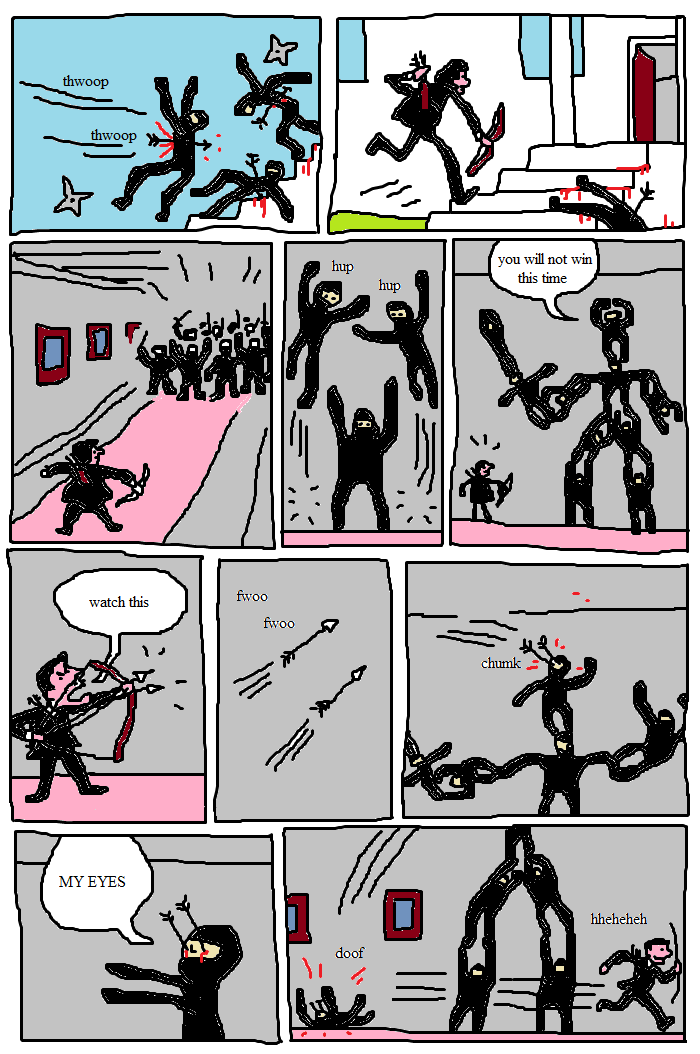 thwoop
thwoop
hup
hup
you will not win
this time
watch this
fwoo
fwoo
chumk
MY EYES
doof
hheheheh